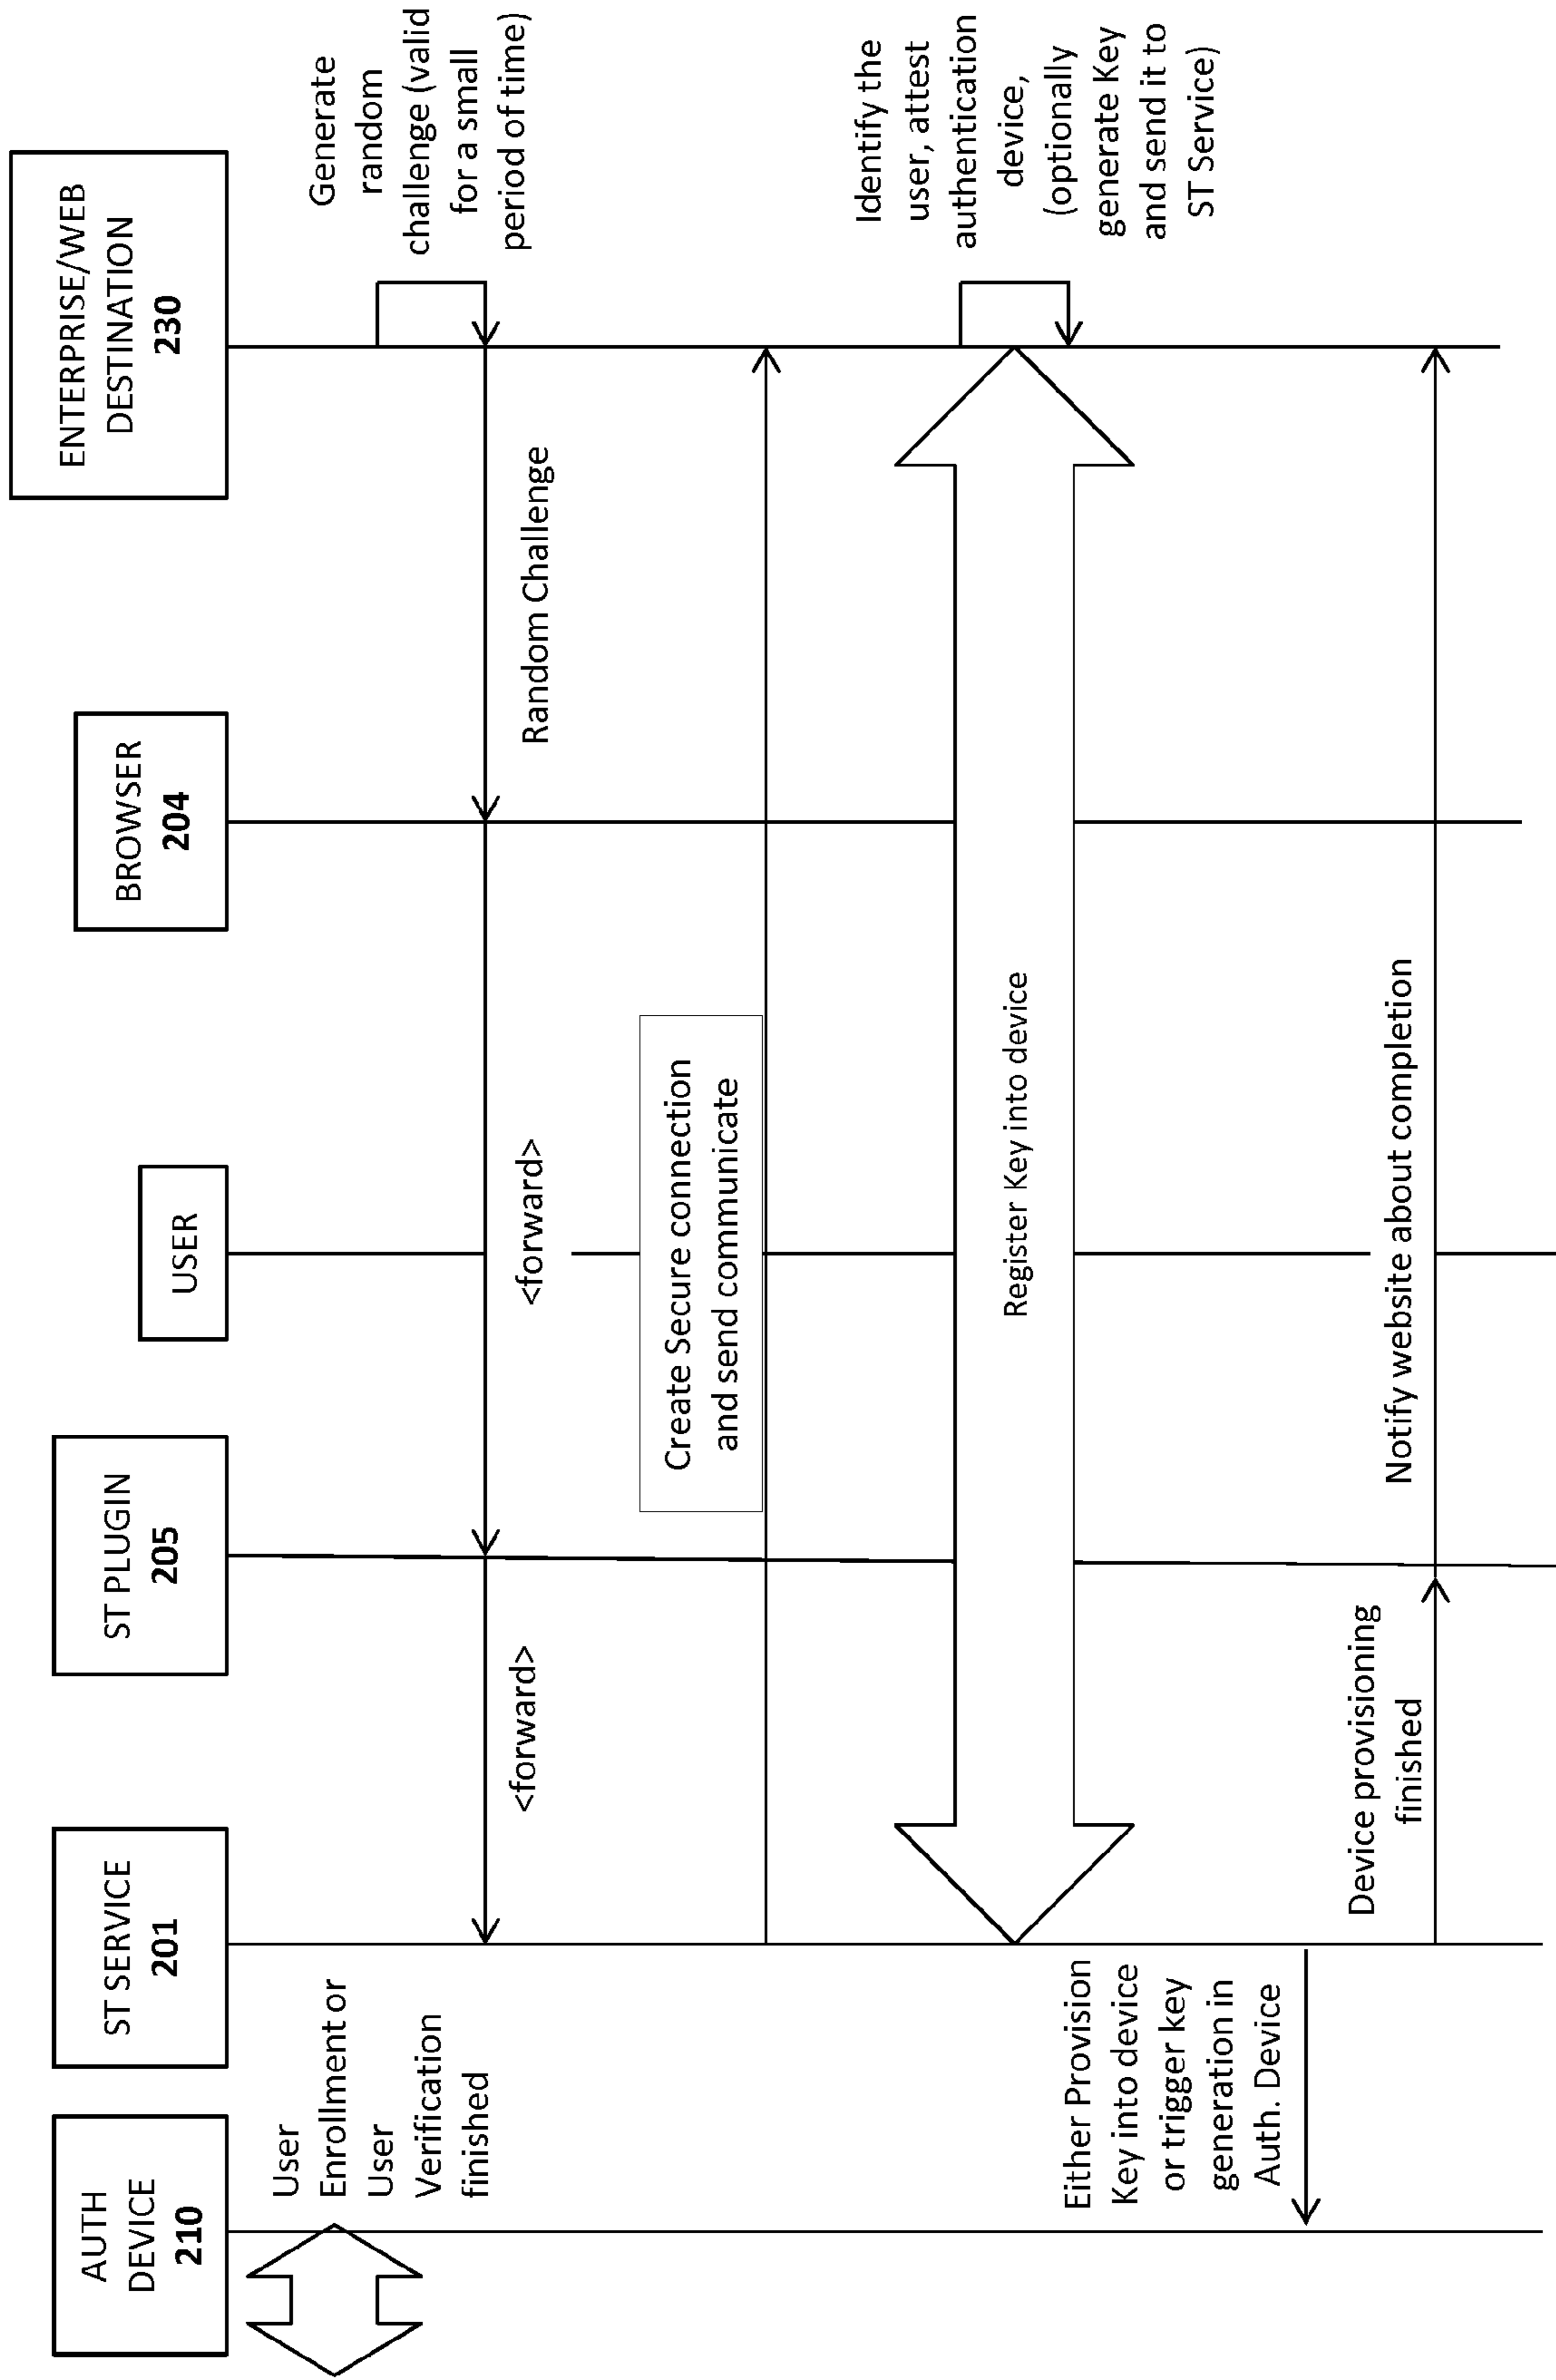 AUTH
DEVICE
210
ST SERVICE
201
ST PLUGIN
205
USER
BROWSER
204
ENTERPRISE/WEB
DESTINATION
230
User
Enrollment or
User
Verification
finished
Generate
random
challenge (valid
for a small
period of time)
Random Challenge
<forward>
<forward>
Create Secure connection
and send communicate
Identify the
user, attest
authentication
device,
(optionally
generate Key
and send it to
ST Service)
Register Key into device
Either Provision
Key into device
or trigger key
generation in
Auth. Device
Device provisioning
finished
Notify website about completion